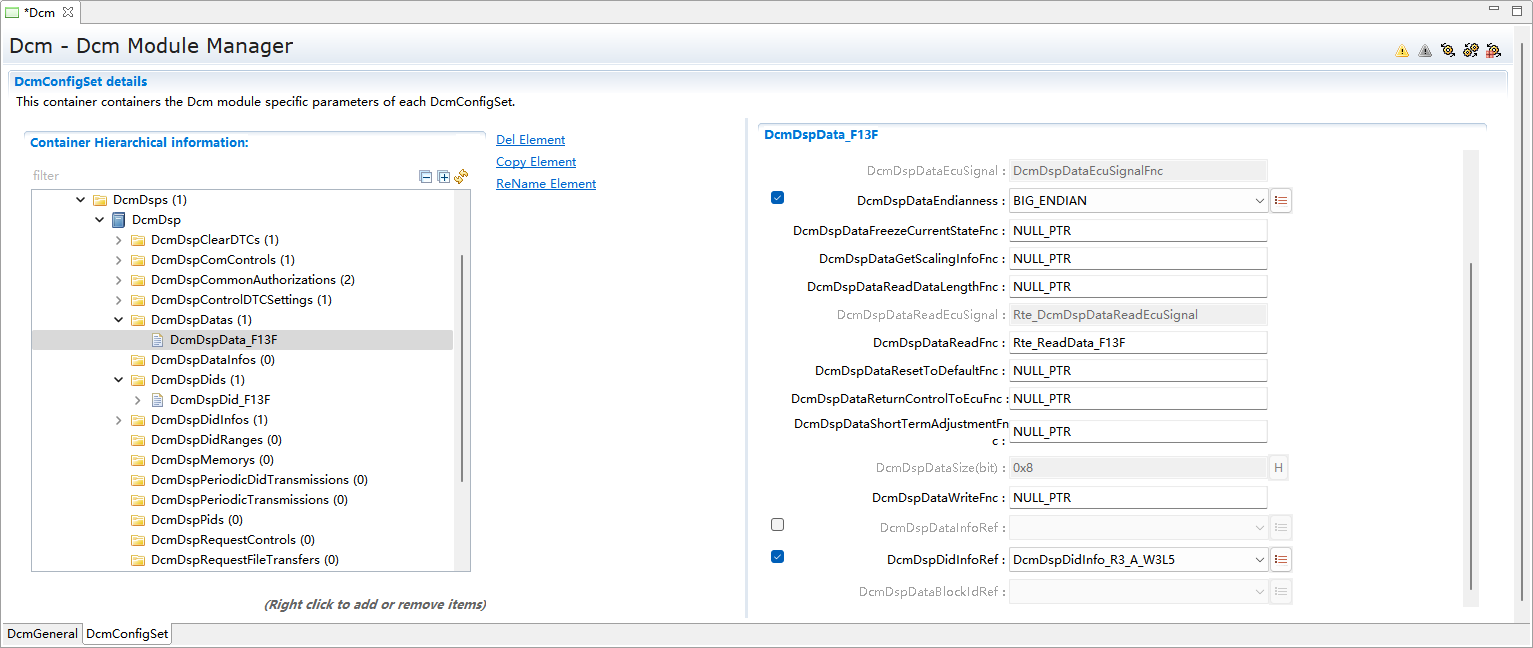 *Dcm
Dcm - Dcm Module Manager
DcmConfigSet details
This container containers the Dcm module specific parameters of each DcmConfigSet.
Container Hierarchical information:
filter
DcmDsps (1)
DcmDsp
DcmDspClearDTCs (1)
DcmDspComControls (1)
DcmDspCommonAuthorizations (2)
DcmDspControlDTCSettings (1)
DcmDspDatas (1)
DcmDspData_F13F
DcmDspDataInfos (0)
DcmDspDids (1)
DcmDspDid_F13F
DcmDspDidInfos (1)
DcmDspDidRanges (0)
DcmDspMemorys (0)
DcmDspPeriodicDidTransmissions (0)
DcmDspPeriodicTransmissions (0)
DcmDspPids (0)
DcmDspRequestControls (0)
DcmDspRequestFileTransfers (0)
(Right click to add or remove items)
Del Element
Copy Element
ReName Element
DcmDspData_F13F
DcmDspDataEcuSignal : DcmDspDataEcuSignalFnc
DcmDspDataEndianness : BIG_ENDIAN
DcmDspDataFreezeCurrentStateFnc : NULL_PTR
DcmDspDataGetScalingInfoFnc : NULL_PTR
DcmDspDataReadDataLengthFnc : NULL_PTR
DcmDspDataReadEcuSignal : Rte_DcmDspDataReadEcuSignal
DcmDspDataReadFnc : Rte_ReadData_F13F
DcmDspDataResetToDefaultFnc : NULL_PTR
DcmDspDataReturnControlToEcuFnc : NULL_PTR
DcmDspDataShortTermAdjustmentFn
c : NULL_PTR
DcmDspDataSize(bit) : 0x8 H
DcmDspDataWriteFnc : NULL_PTR
DcmDspDataInfoRef :
DcmDspDidInfoRef : DcmDspDidInfo_R3_A_W3L5
DcmDspDataBlockIdRef :
DcmGeneral DcmConfigSet